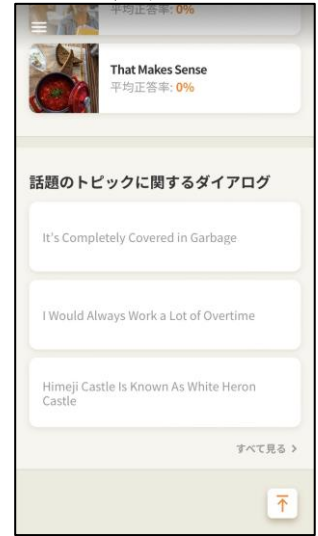 平均正答率: 0%
That Makes Sense
平均正答率: 0%
話題のトピックに関するダイアログ
It's Completely Covered in Garbage
I Would Always Work a Lot of Overtime
Himeji Castle Is Known As White Heron
Castle
すべて見る >